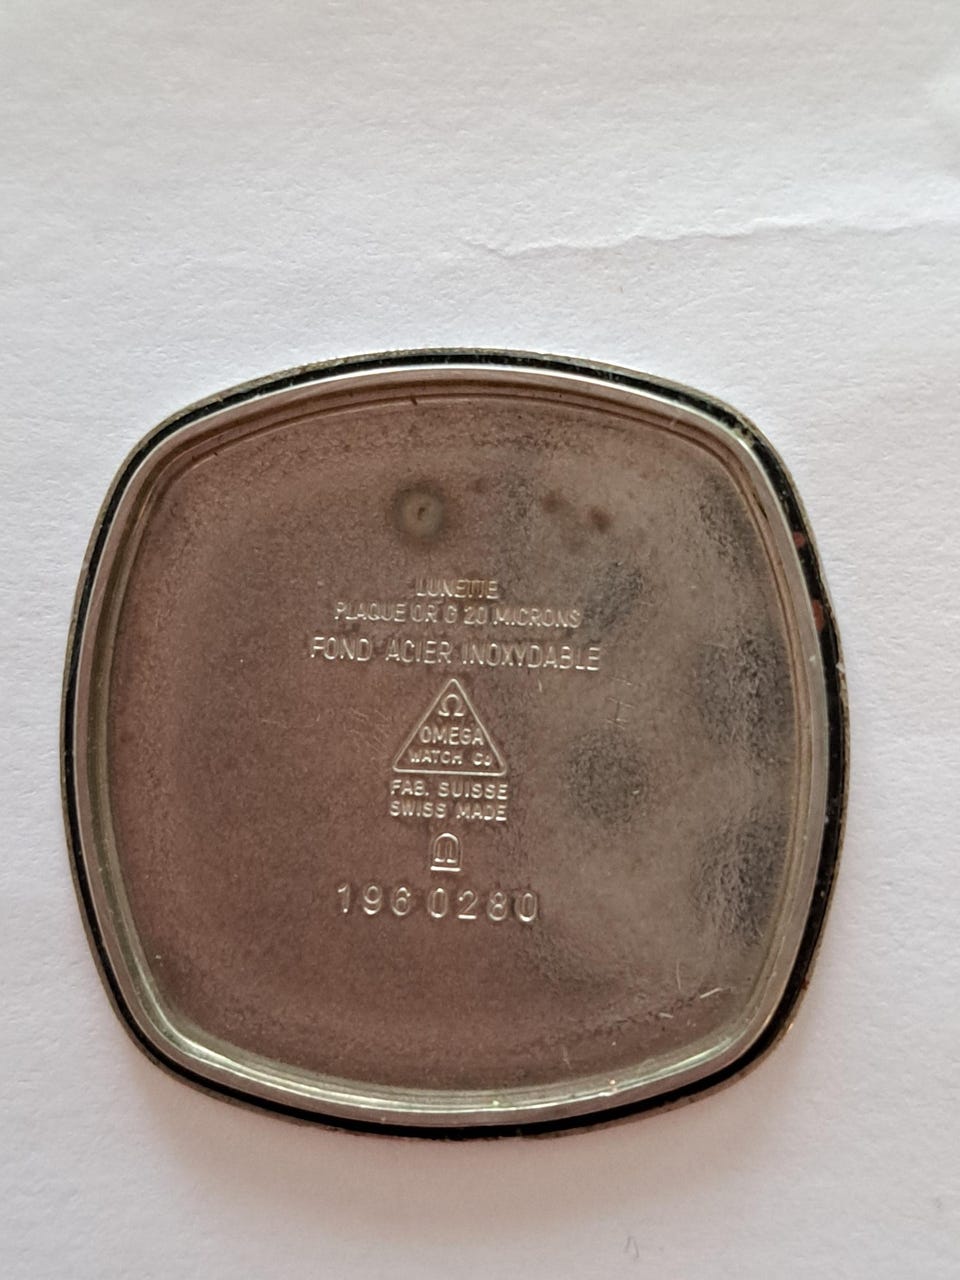 LUNETTE
PLAQUE OR G 20 MICRONS
FOND ACIER INOXYDABLE
Ω
OMEGA
WATCH Co
FAB. SUISSE
SWISS MADE
Ω
196 0280